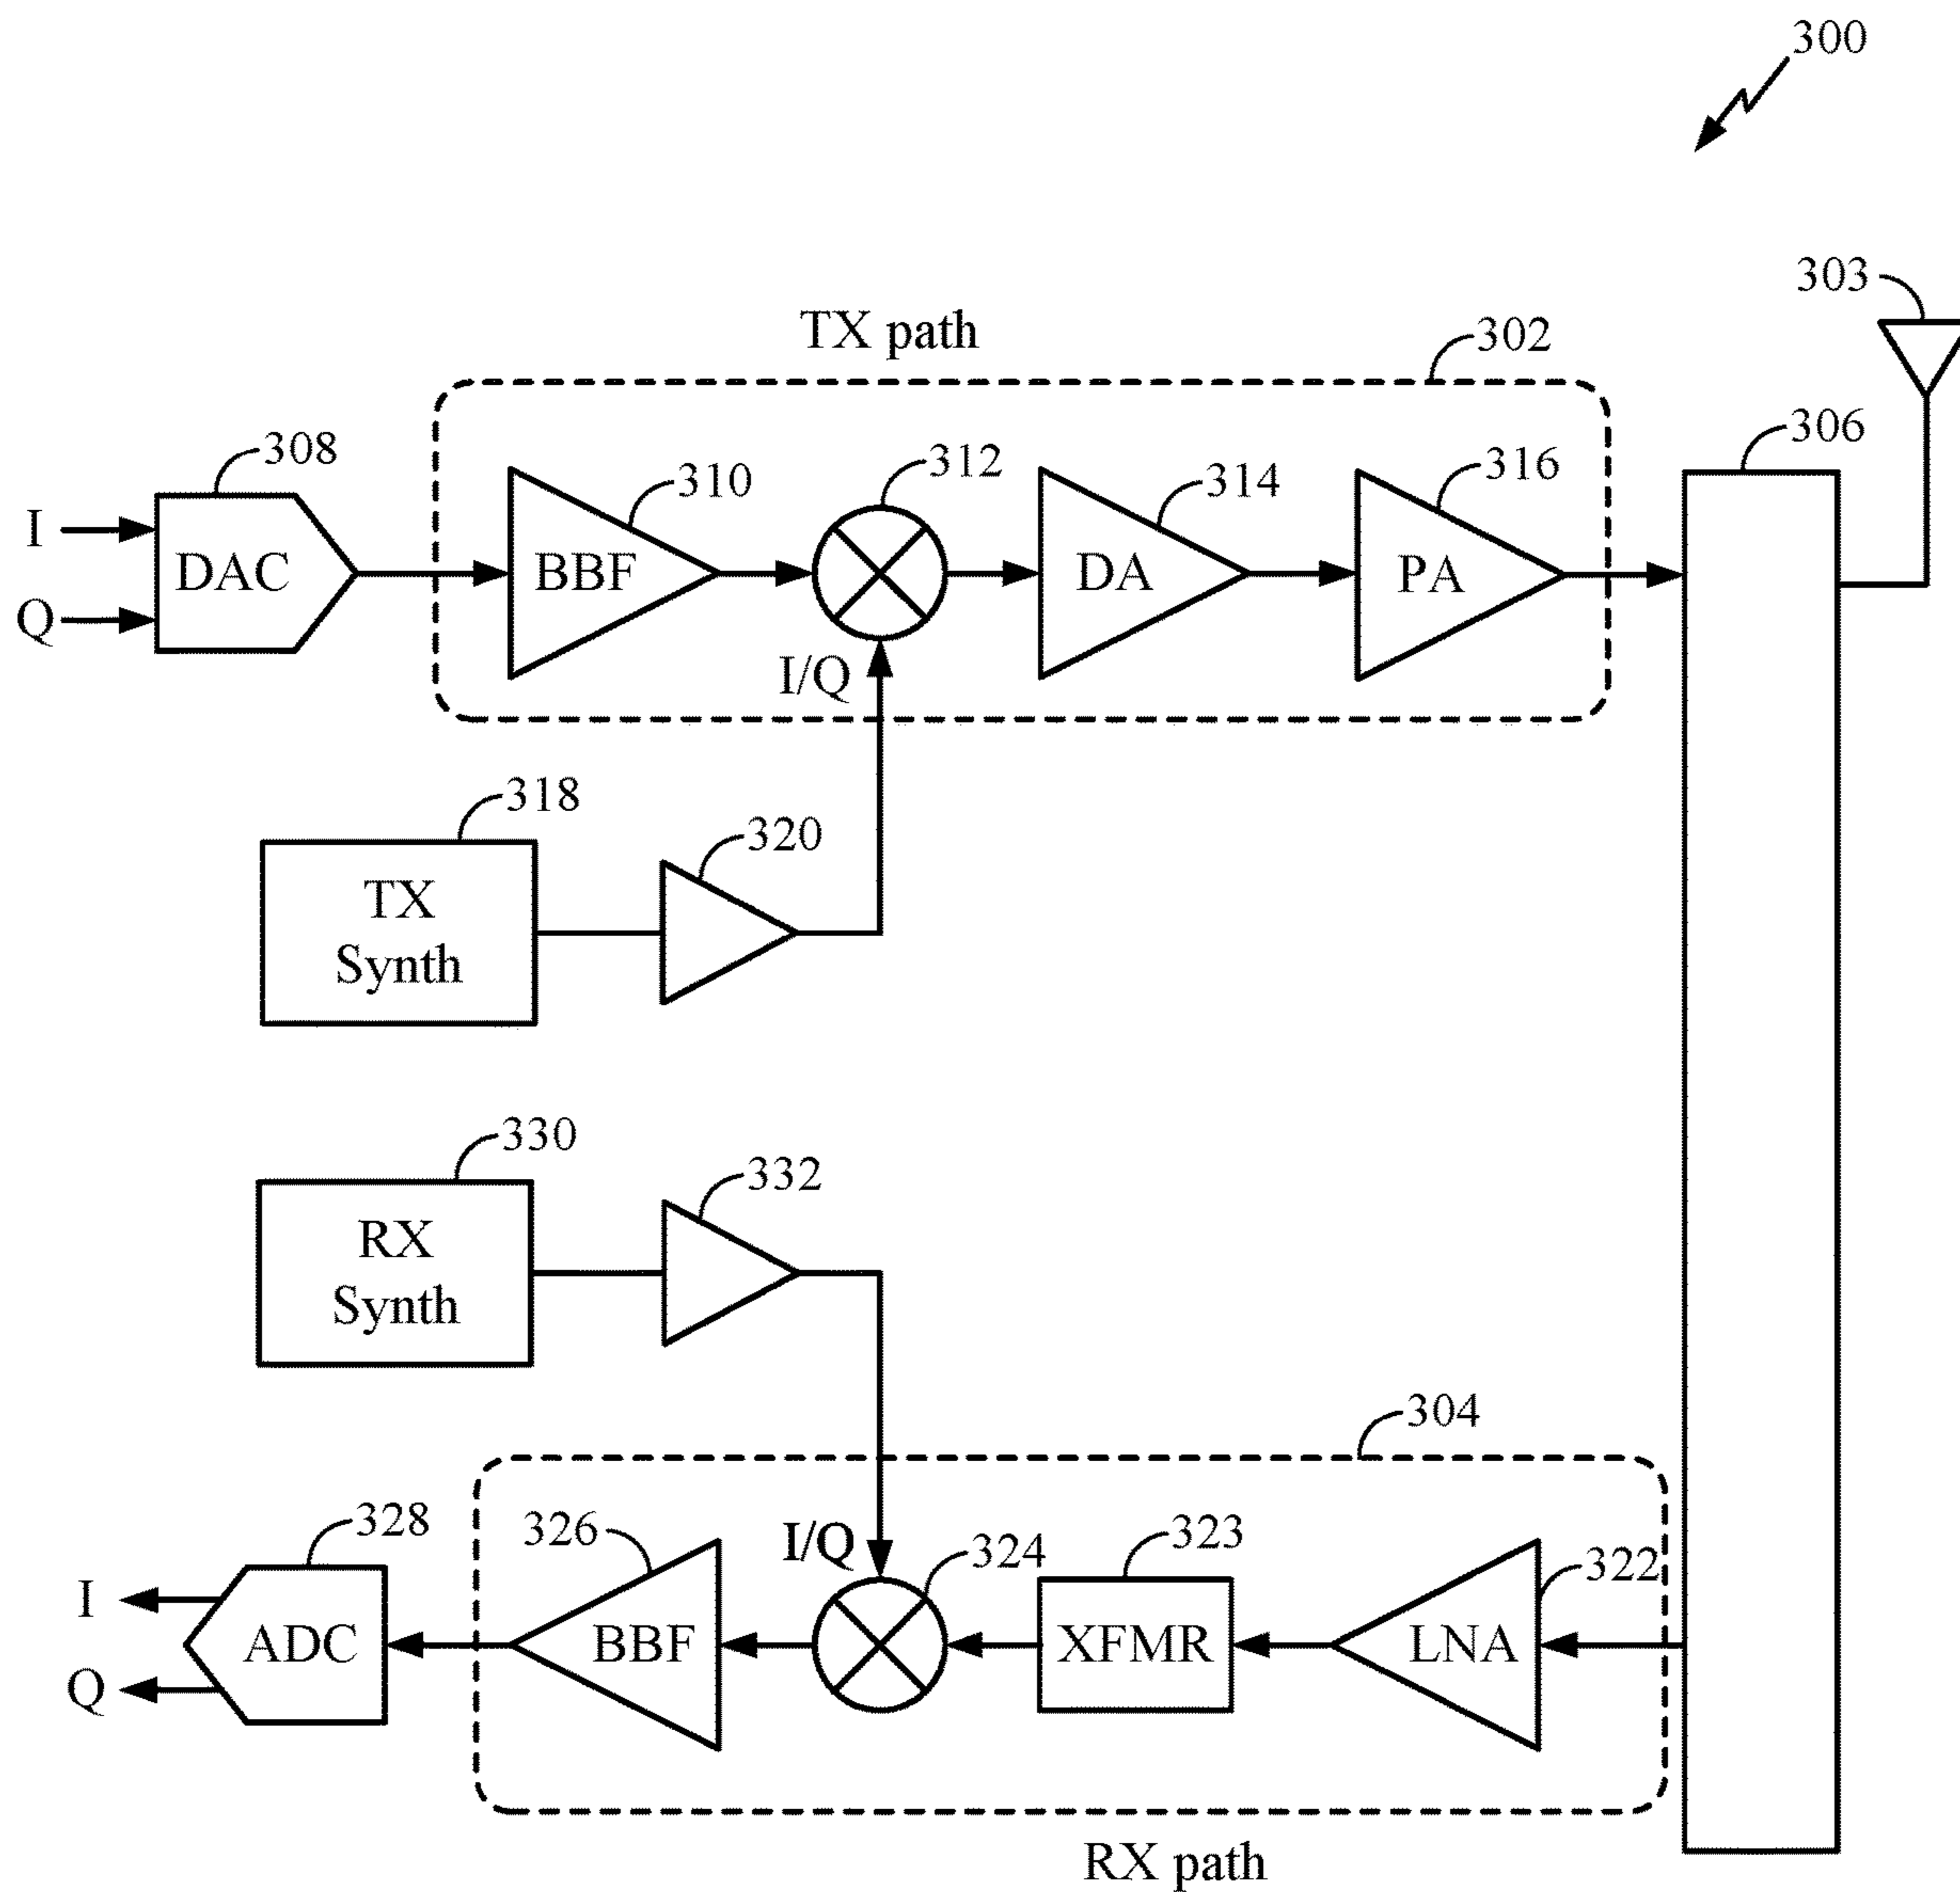 300
303
TX path
302
306
308
310
312
314
316
I
DAC
BBF
DA
PA
Q
I/Q
318
320
TX
Synth
330
332
RX
Synth
304
328
326
I/Q
324
323
322
I
ADC
BBF
XFMR
LNA
Q
RX path